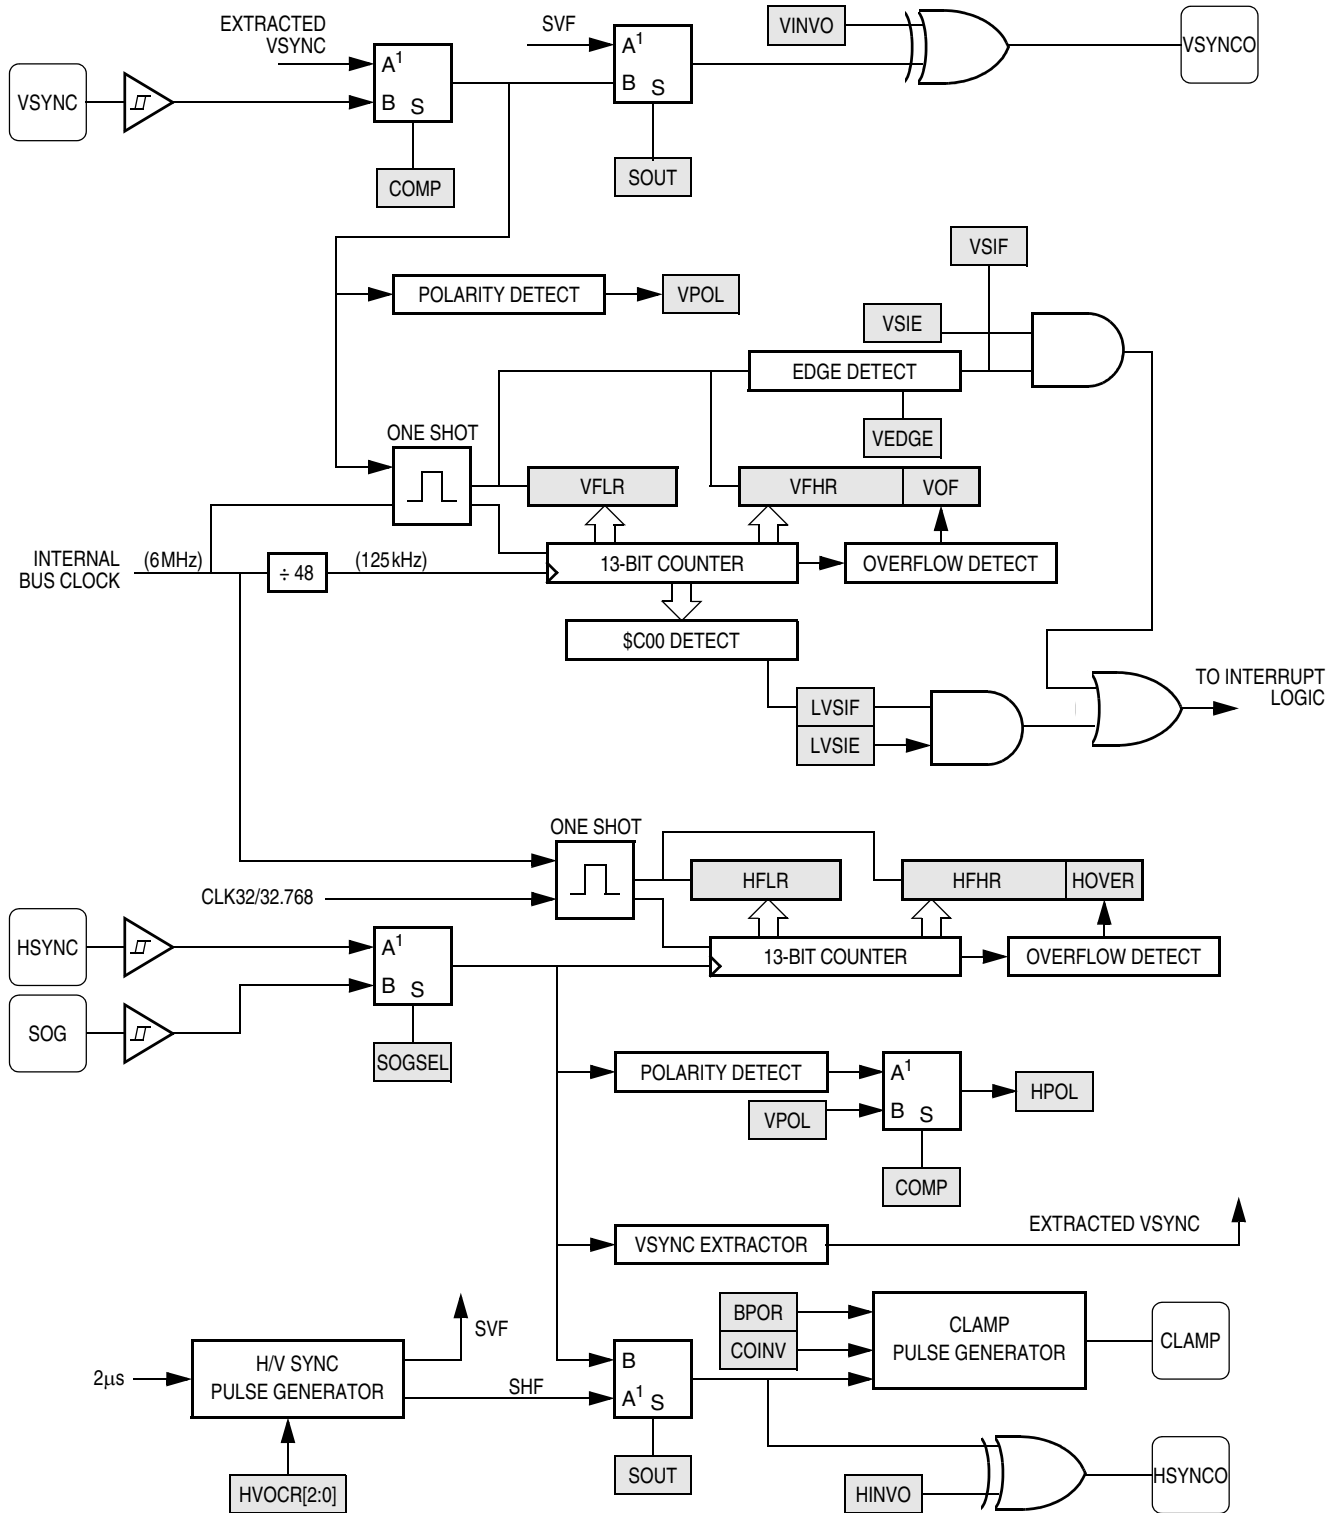 EXTRACTED
VSYNC
SVF
VINVO
VSYNCO
VSYNC
A1
B S
A1
B S
COMP
SOUT
VSIF
POLARITY DETECT
VPOL
VSIE
EDGE DETECT
VEDGE
ONE SHOT
VFLR
VFHR
VOF
INTERNAL
BUS CLOCK
(6MHz)
÷ 48
(125kHz)
13-BIT COUNTER
OVERFLOW DETECT
$C00 DETECT
LVSIF
LVSIE
TO INTERRUPT
LOGIC
ONE SHOT
CLK32/32.768
HFLR
HFHR
HOVER
HSYNC
A1
B S
13-BIT COUNTER
OVERFLOW DETECT
SOG
SOGSEL
POLARITY DETECT
A1
B S
VPOL
HPOL
COMP
VSYNC EXTRACTOR
EXTRACTED VSYNC
SVF
BPOR
COINV
CLAMP
PULSE GENERATOR
CLAMP
2µs
H/V SYNC
PULSE GENERATOR
SHF
B
A1 S
HVOCR[2:0]
SOUT
HINVO
HSYNCO